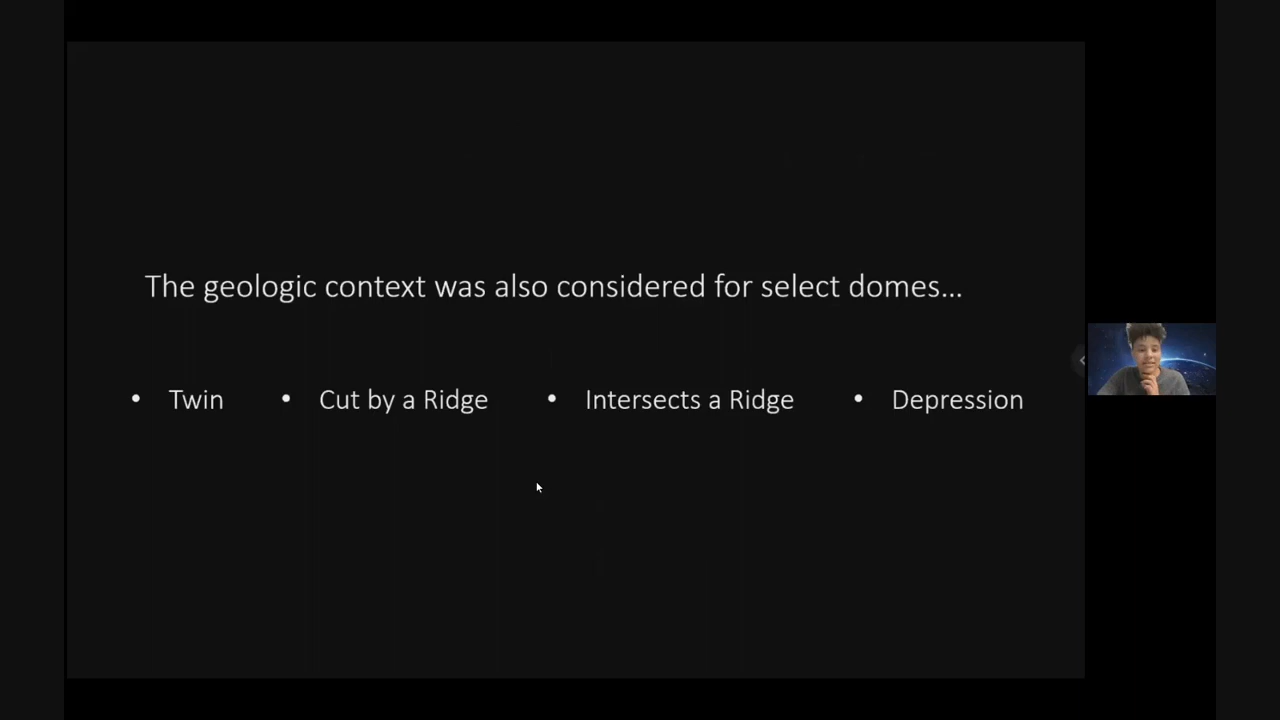 The geologic context was also considered for select domes...
• Twin • Cut by a Ridge • Intersects a Ridge • Depression